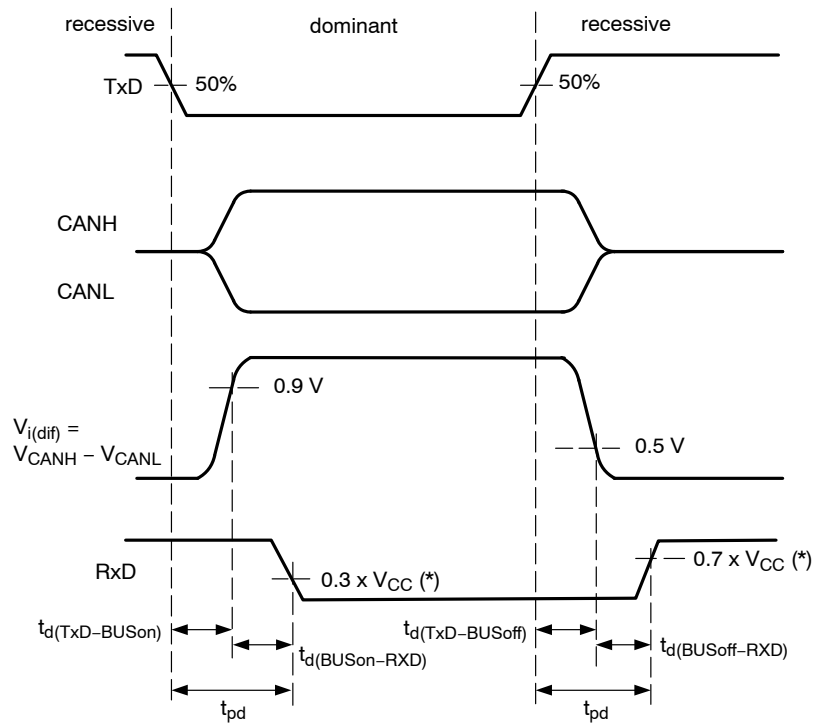 recessive dominant recessive
TxD 50% 50%
CANH
CANL
0.9 V
V_i(dif) =
V_CANH − V_CANL
0.5 V
RxD 0.3 x V_CC (*) 0.7 x V_CC (*)
t_d(TxD−BUSon) t_d(BUSon−RXD) t_d(TxD−BUSoff) t_d(BUSoff−RXD)
t_pd t_pd